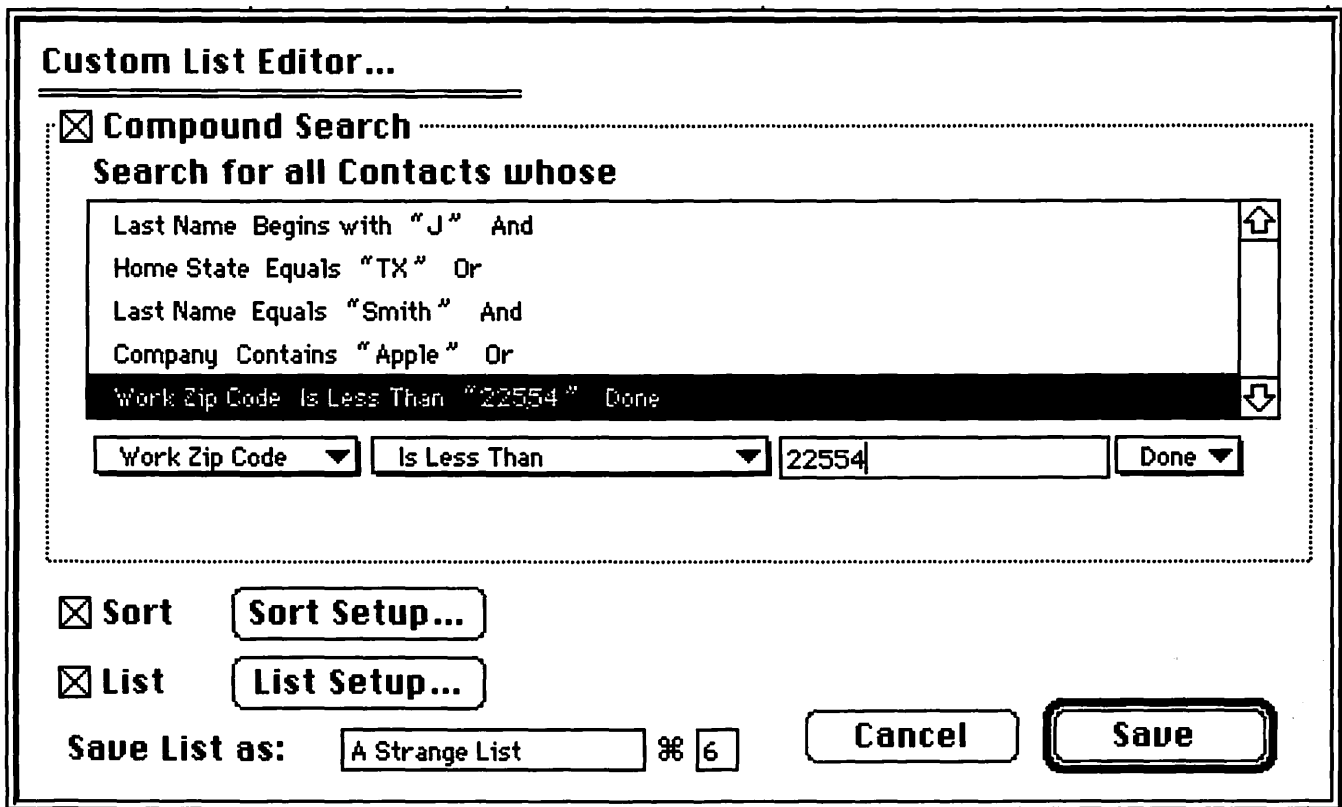 Custom List Editor...
Compound Search
Search for all Contacts whose
Last Name Begins with "J" And
Home State Equals "TX" Or
Last Name Equals "Smith" And
Company Contains "Apple" Or
Work Zip Code Is Less Than "22554" Done
Work Zip Code Is Less Than 22554 Done
Sort Sort Setup...
List List Setup...
Save List as: A Strange List ⌘ 6 Cancel Save